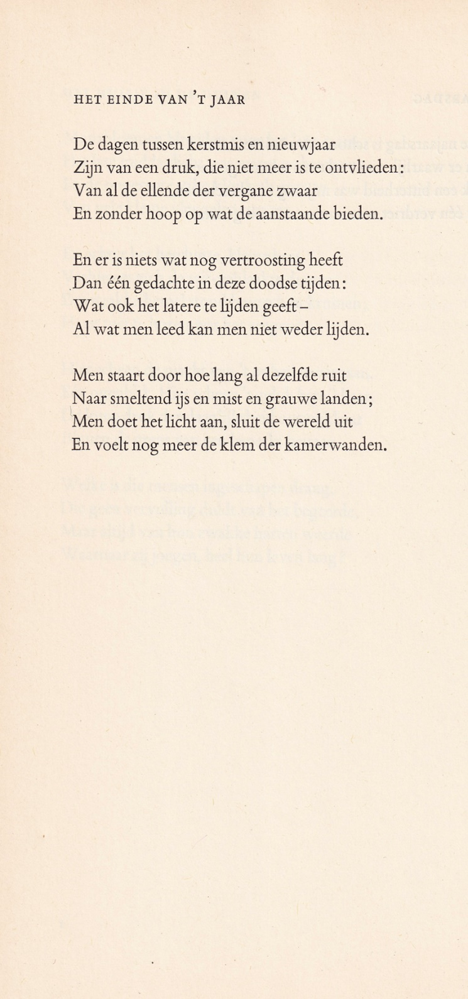 HET EINDE VAN 'T JAAR
De dagen tussen kerstmis en nieuwjaar
Zijn van een druk, die niet meer is te ontvlieden:
Van al de ellende der vergane zwaar
En zonder hoop op wat de aanstaande bieden.
En er is niets wat nog vertroosting heeft
Dan één gedachte in deze doodse tijden:
Wat ook het latere te lijden geeft –
Al wat men leed kan men niet weder lijden.
Men staart door hoe lang al dezelfde ruit
Naar smeltend ijs en mist en grauwe landen;
Men doet het licht aan, sluit de wereld uit
En voelt nog meer de klem der kamerwanden.